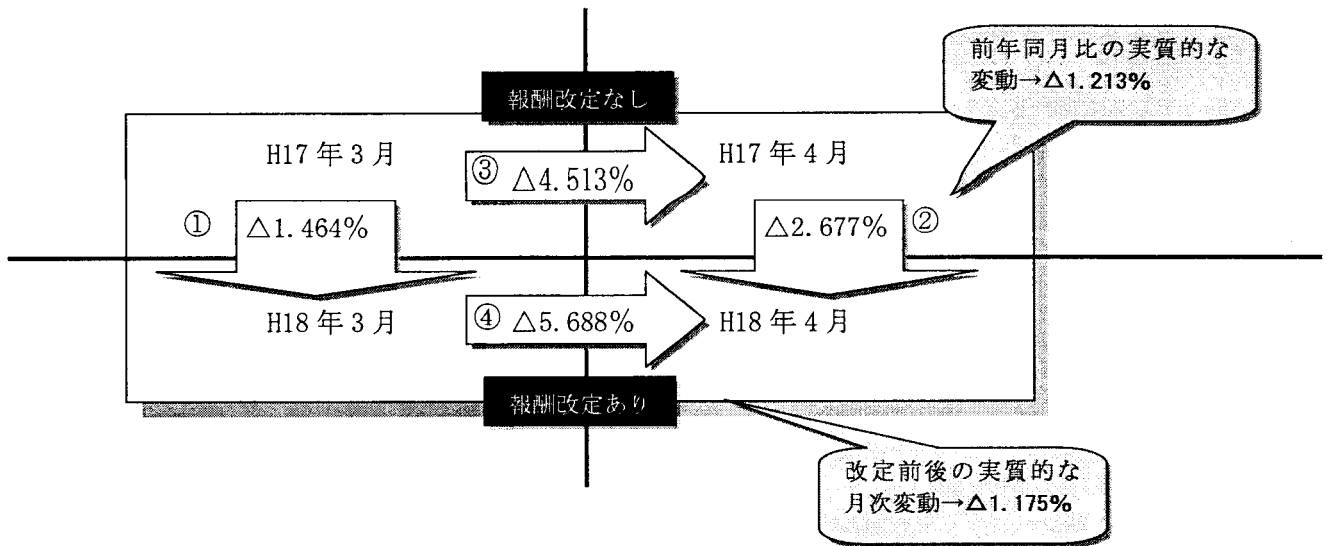 前年同月比の実質的な
変動→△1.213%
報酬改定なし
H17年3月
③ △4.513%
H17年4月
① △1.464%
△2.677% ②
H18年3月
④ △5.688%
H18年4月
報酬改定あり
改定前後の実質的な
月次変動→△1.175%